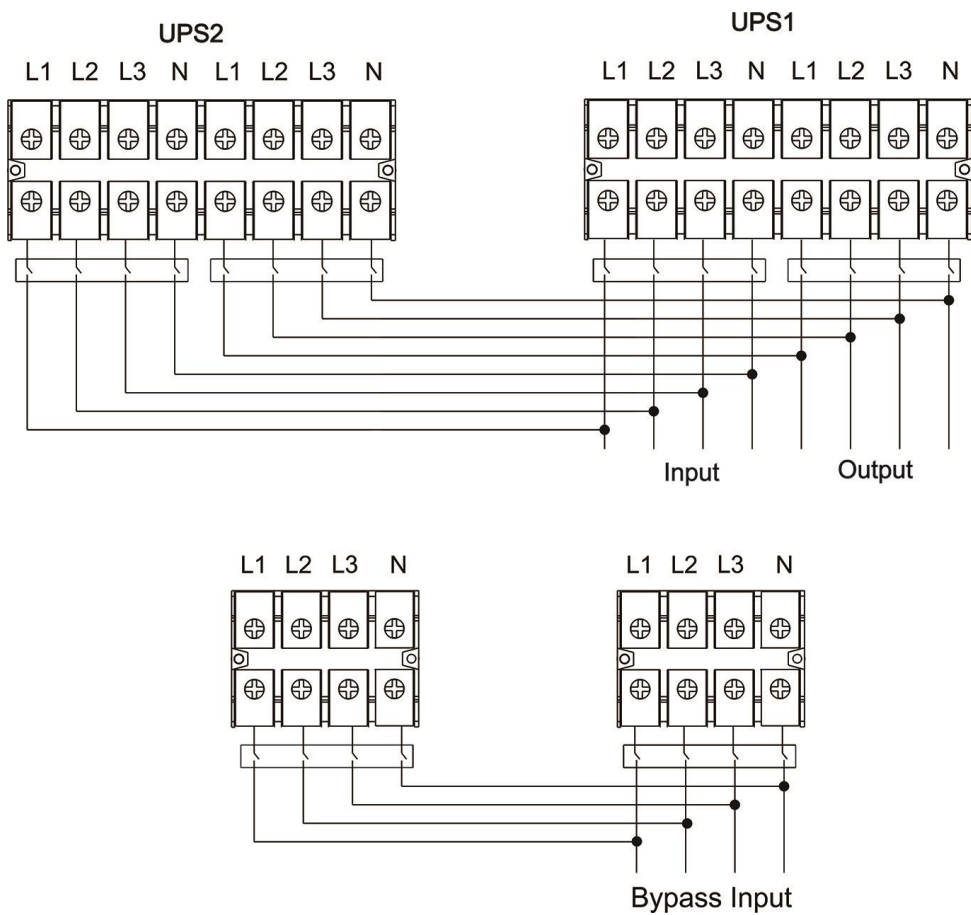 UPS2
UPS1
L1 L2 L3 N L1 L2 L3 N
L1 L2 L3 N L1 L2 L3 N
Input
Output
L1 L2 L3 N
L1 L2 L3 N
Bypass Input